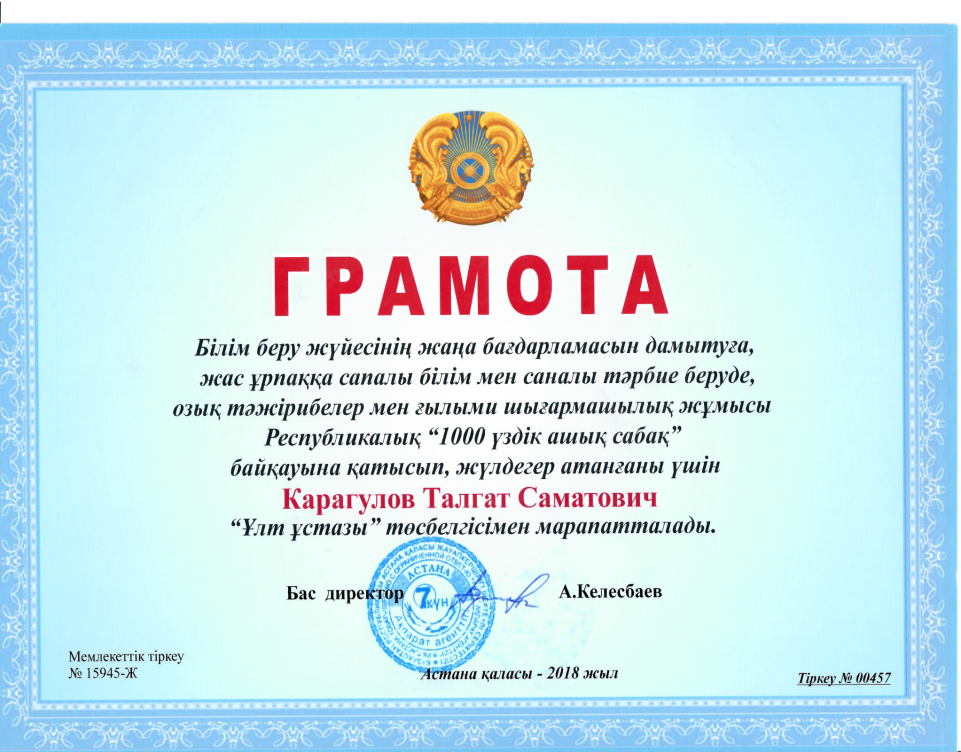 ГРАМОТА
Білім беру жүйесінің жаңа бағдарламасын дамытуға,
жас ұрпаққа сапалы білім мен саналы тәрбие беруде,
озық тәжірибелер мен ғылыми шығармашылық жұмысы
Республикалық “1000 үздік ашық сабақ”
байқауына қатысып, жүлдегер атанғаны үшін
Карагулов Талгат Саматович
“Ұлт ұстазы” төсбелгісімен марапатталады.
АСТАНА
7 күн
Ақпарат агенттігі
Бас директор А.Келесбаев
Мемлекеттік тіркеу
№ 15945-Ж
Астана қаласы - 2018 жыл
Тіркеу № 00457